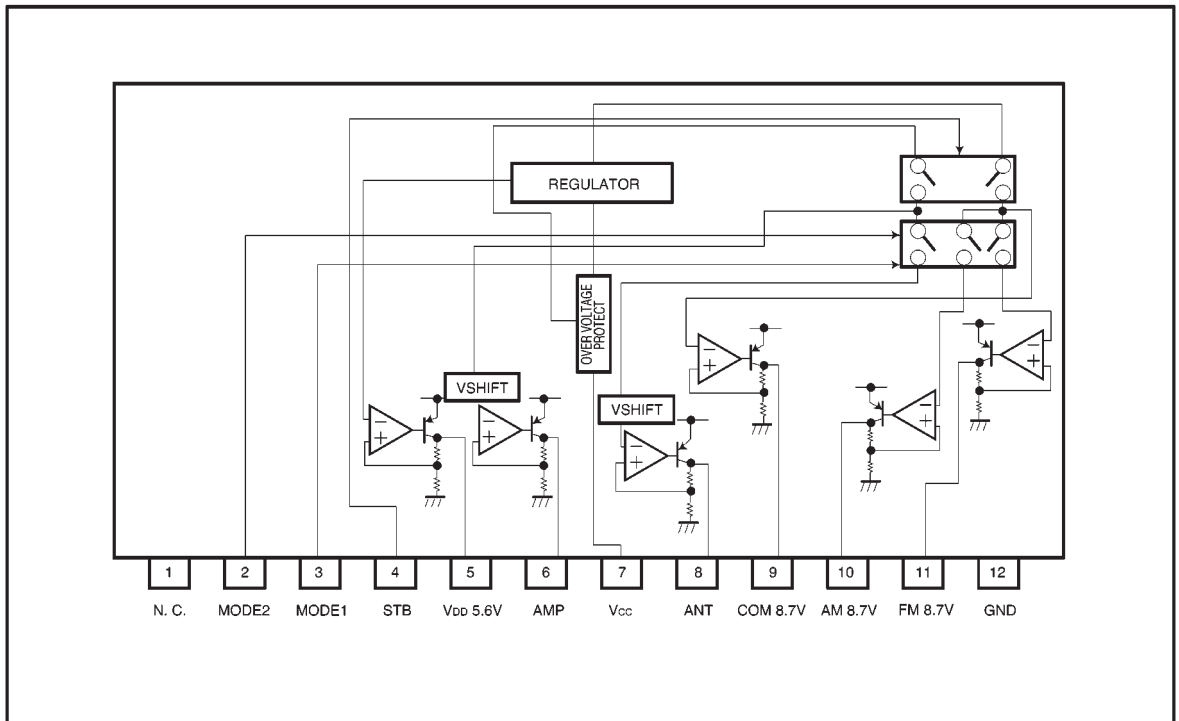 REGULATOR
OVER VOLTAGE
PROTECT
VSHIFT
VSHIFT
− + − + − + − + − + − +
1 2 3 4 5 6 7 8 9 10 11 12
N. C. MODE2 MODE1 STB VDD 5.6V AMP Vcc ANT COM 8.7V AM 8.7V FM 8.7V GND